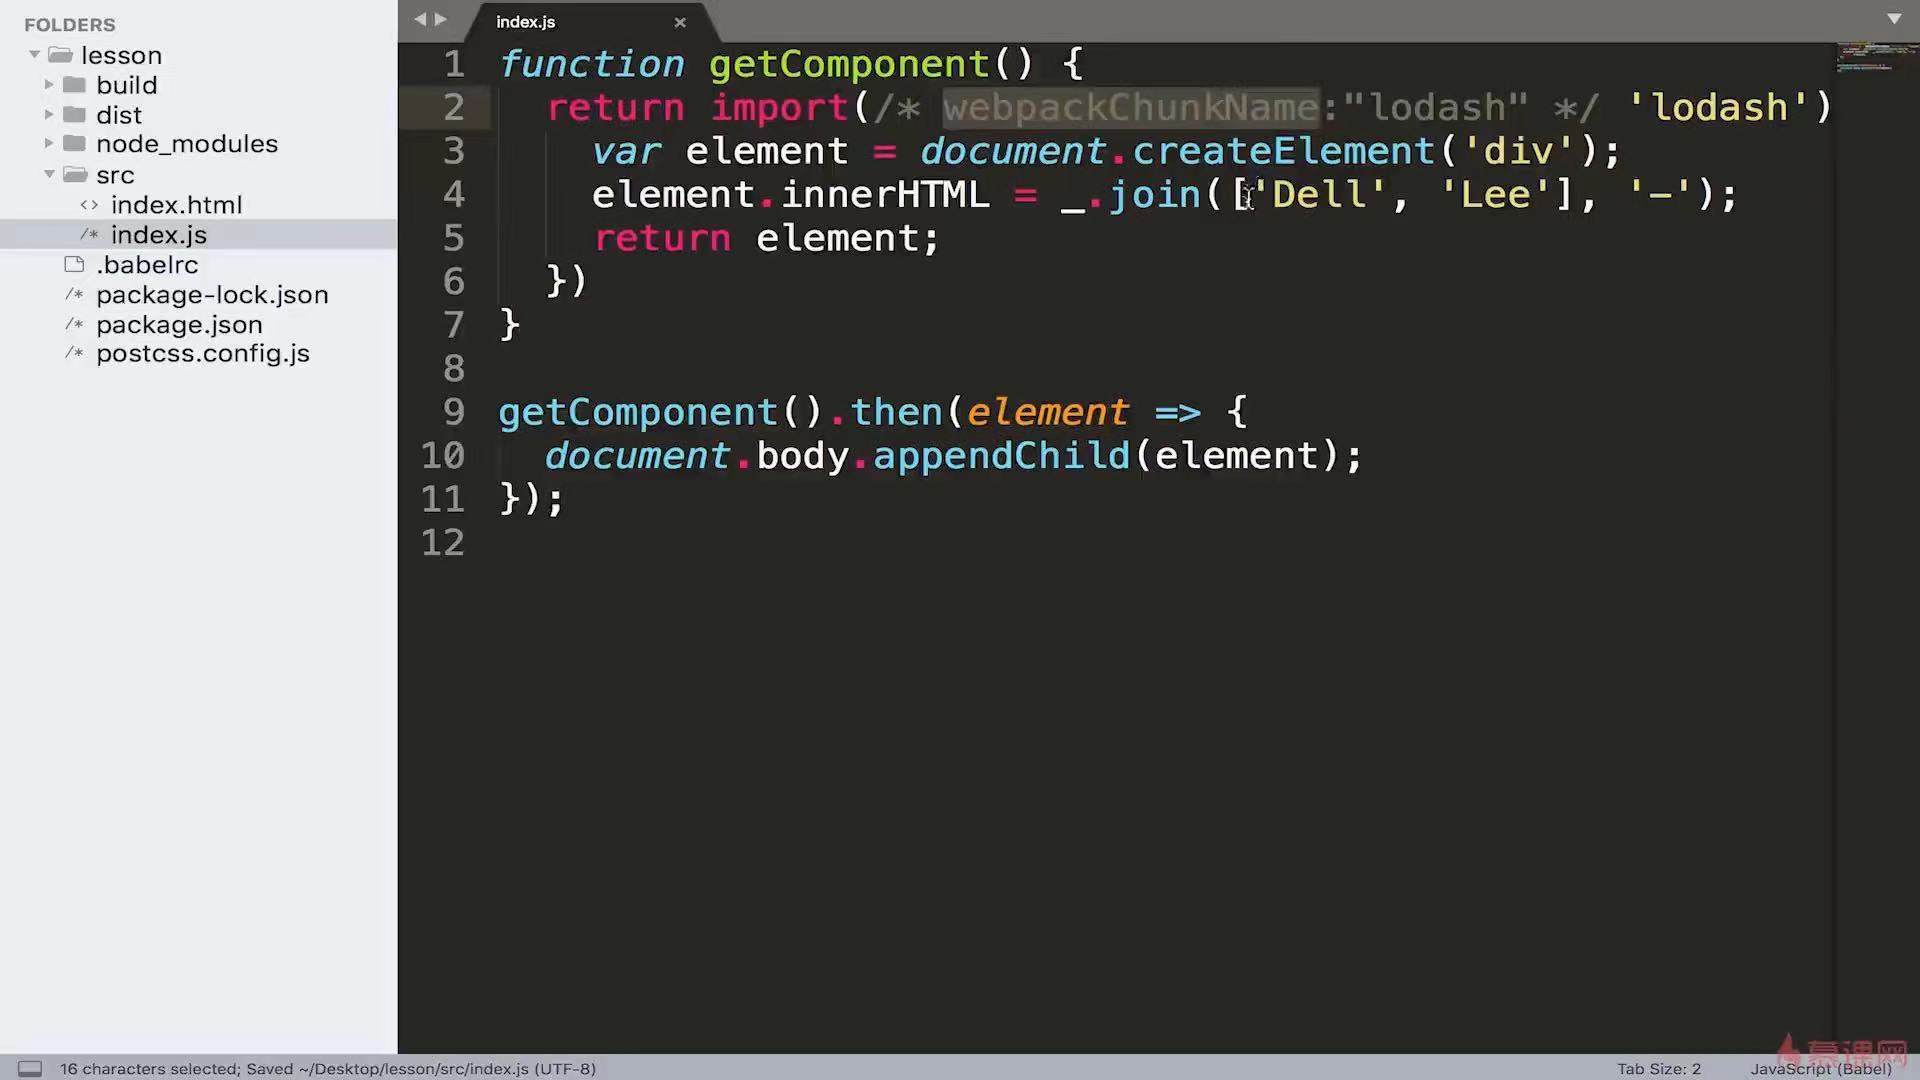 FOLDERS
lesson
build
dist
node_modules
src
<> index.html
/* index.js
.babelrc
/* package-lock.json
/* package.json
/* postcss.config.js
index.js ×
1 function getComponent() {
2 return import(/* webpackChunkName:"lodash" */ 'lodash')
3 var element = document.createElement('div');
4 element.innerHTML = _.join(['Dell', 'Lee'], '-');
5 return element;
6 })
7 }
8
9 getComponent().then(element => {
10 document.body.appendChild(element);
11 });
12
16 characters selected; Saved ~/Desktop/lesson/src/index.js (UTF-8)
Tab Size: 2
JavaScript (Babel)
慕课网